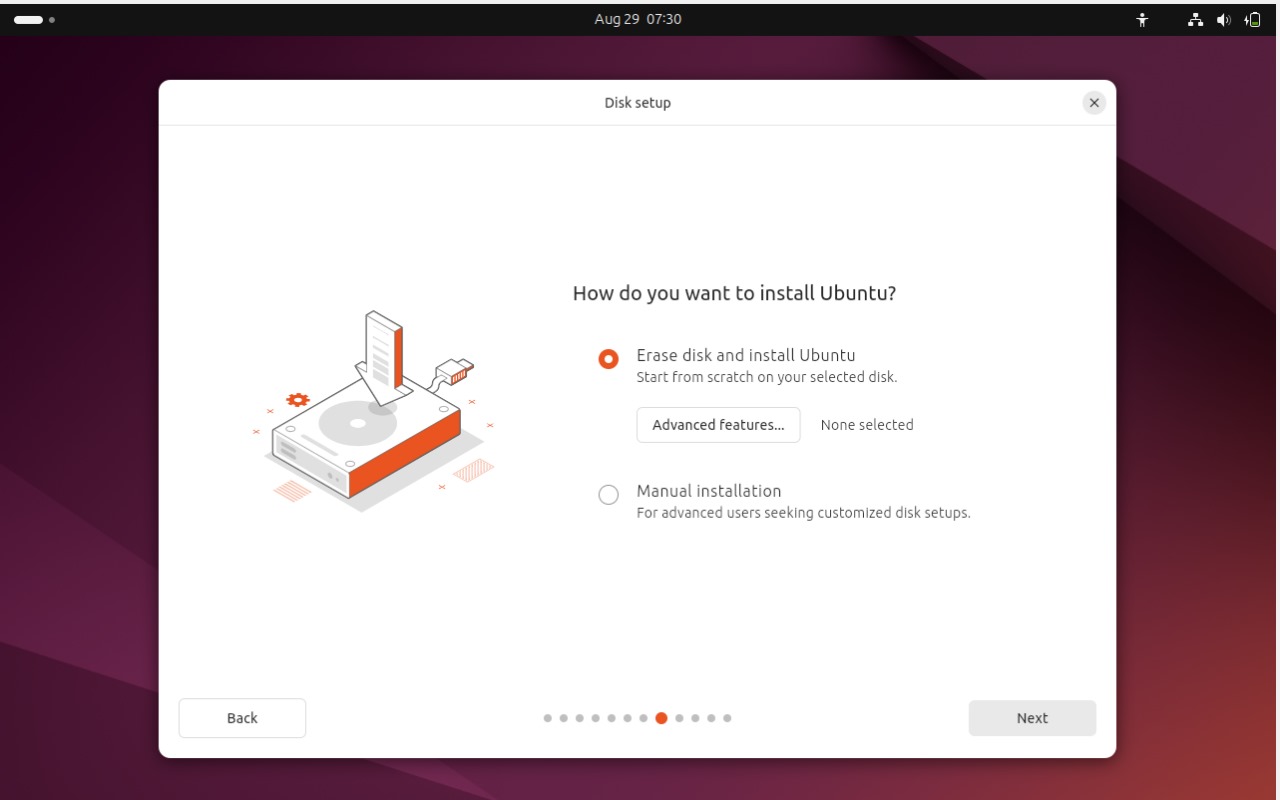 Aug 29 07:30
Disk setup
How do you want to install Ubuntu?
Erase disk and install Ubuntu
Start from scratch on your selected disk.
Advanced features... None selected
Manual installation
For advanced users seeking customized disk setups.
Back Next